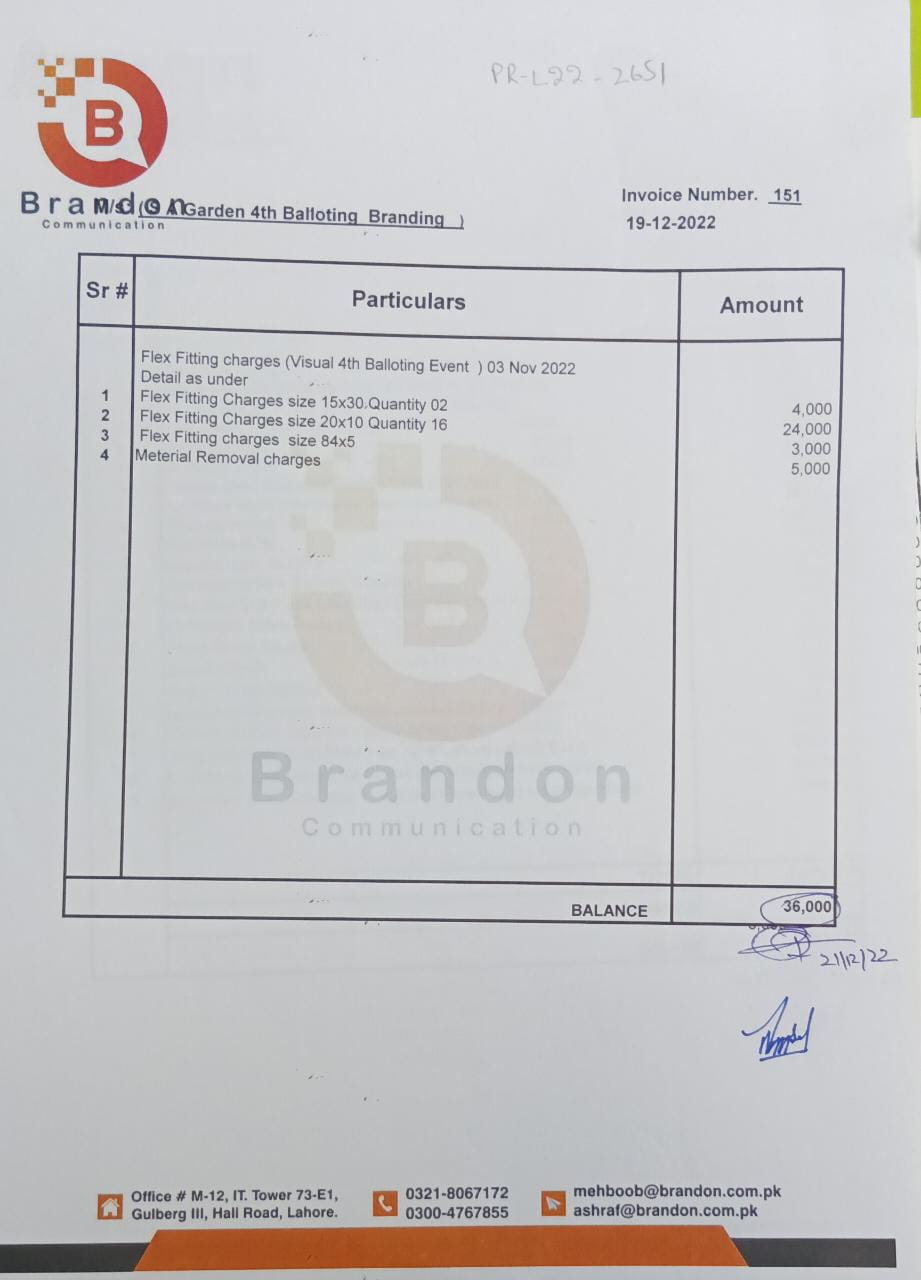 PR-L22-2651
B
Brandon
Communication
M/s. (S A Garden 4th Balloting Branding )
Invoice Number. 151
19-12-2022
Sr # Particulars Amount
Flex Fitting charges (Visual 4th Balloting Event ) 03 Nov 2022
Detail as under
1 Flex Fitting Charges size 15x30.Quantity 02 4,000
2 Flex Fitting Charges size 20x10 Quantity 16 24,000
3 Flex Fitting charges size 84x5 3,000
4 Meterial Removal charges 5,000
B
Brandon
Communication
BALANCE 36,000
21/12/22
Office # M-12, IT. Tower 73-E1,
Gulberg III, Hall Road, Lahore.
0321-8067172
0300-4767855
mehboob@brandon.com.pk
ashraf@brandon.com.pk